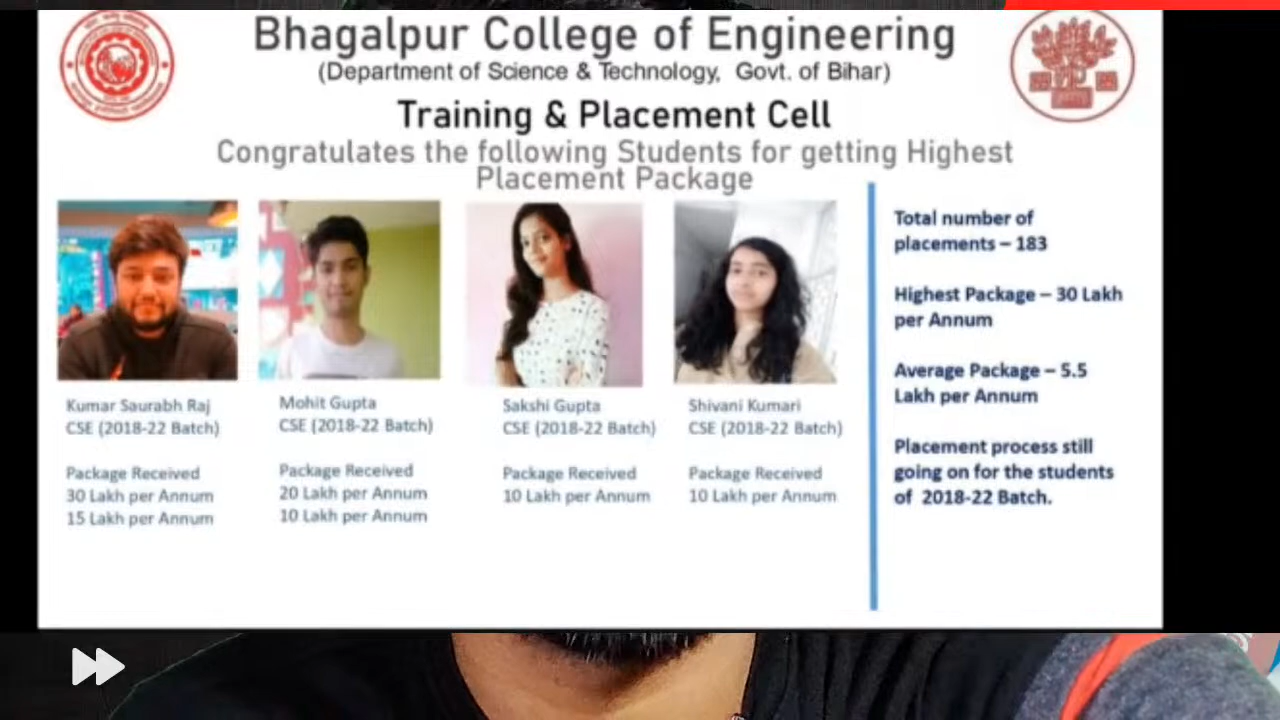 Bhagalpur College of Engineering
(Department of Science & Technology, Govt. of Bihar)
Training & Placement Cell
Congratulates the following Students for getting Highest
Placement Package
Kumar Saurabh Raj
CSE (2018-22 Batch)
Package Received
30 Lakh per Annum
15 Lakh per Annum
Mohit Gupta
CSE (2018-22 Batch)
Package Received
20 Lakh per Annum
10 Lakh per Annum
Sakshi Gupta
CSE (2018-22 Batch)
Package Received
10 Lakh per Annum
Shivani Kumari
CSE (2018-22 Batch)
Package Received
10 Lakh per Annum
Total number of
placements – 183
Highest Package – 30 Lakh
per Annum
Average Package – 5.5
Lakh per Annum
Placement process still
going on for the students
of 2018-22 Batch.